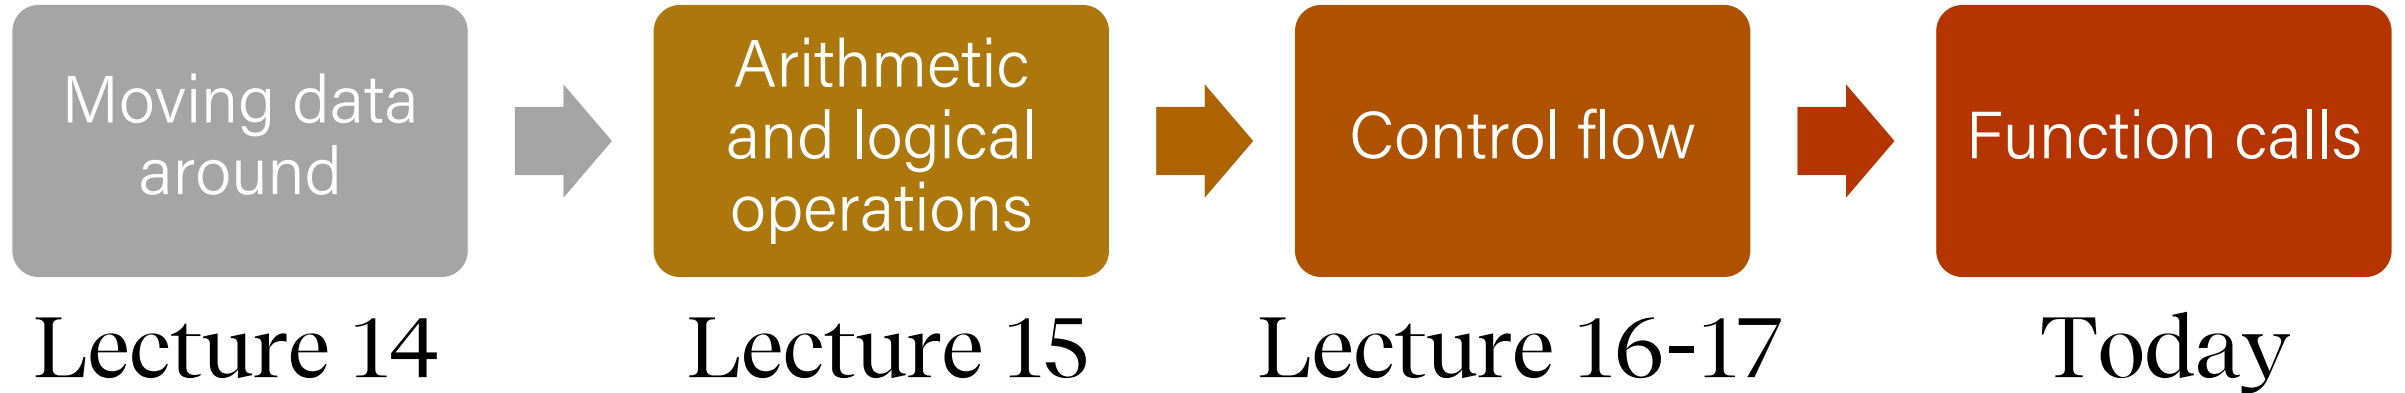 Moving data
around
Arithmetic
and logical
operations
Control flow
Function calls
Lecture 14
Lecture 15
Lecture 16-17
Today